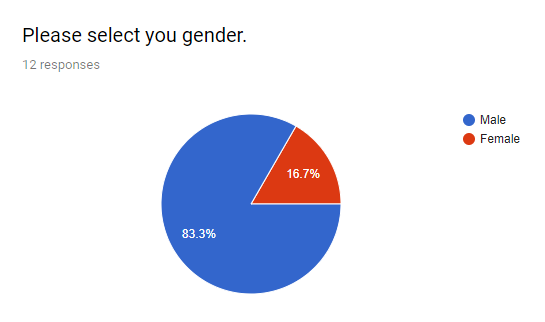 Please select you gender.
12 responses
Male
Female
16.7%
83.3%